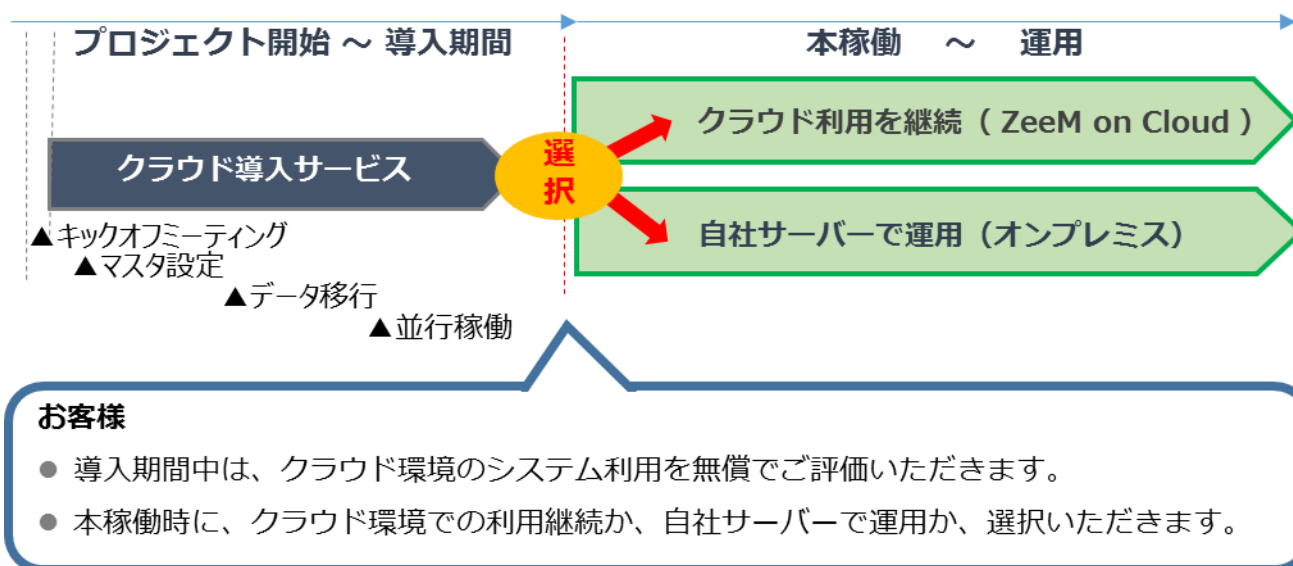 プロジェクト開始 ～ 導入期間
本稼働 ～ 運用
クラウド導入サービス
選
択
クラウド利用を継続（ ZeeM on Cloud ）
自社サーバーで運用（オンプレミス）
▲キックオフミーティング
▲マスタ設定
▲データ移行
▲並行稼働
お客様
● 導入期間中は、クラウド環境のシステム利用を無償でご評価いただきます。
● 本稼働時に、クラウド環境での利用継続か、自社サーバーで運用か、選択いただきます。